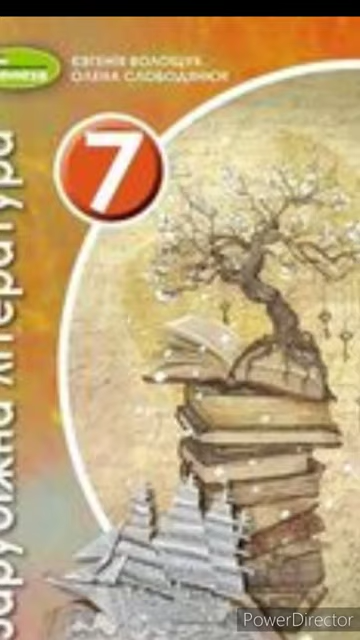 ЄВГЕНІЯ ВОЛОЩУК
ОЛЕНА СЛОБОДЯНЮК
7
зарубіжна література
PowerDirector